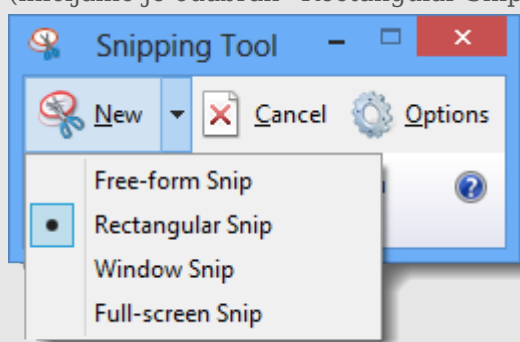 Snipping Tool
New Cancel Options
Free-form Snip
Rectangular Snip
Window Snip
Full-screen Snip